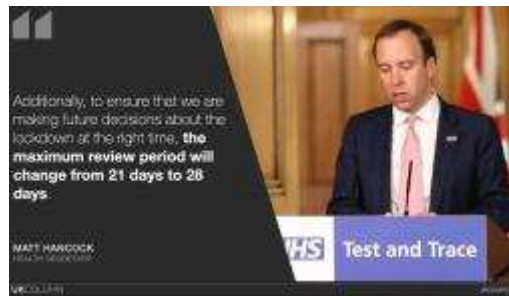 Additionally, to ensure that we are
making future decisions about the
lockdown at the right time, the
maximum review period will
change from 21 days to 28
days
MATT HANCOCK
HEALTH SECRETARY
UKCOLUMN
NHS Test and Trace